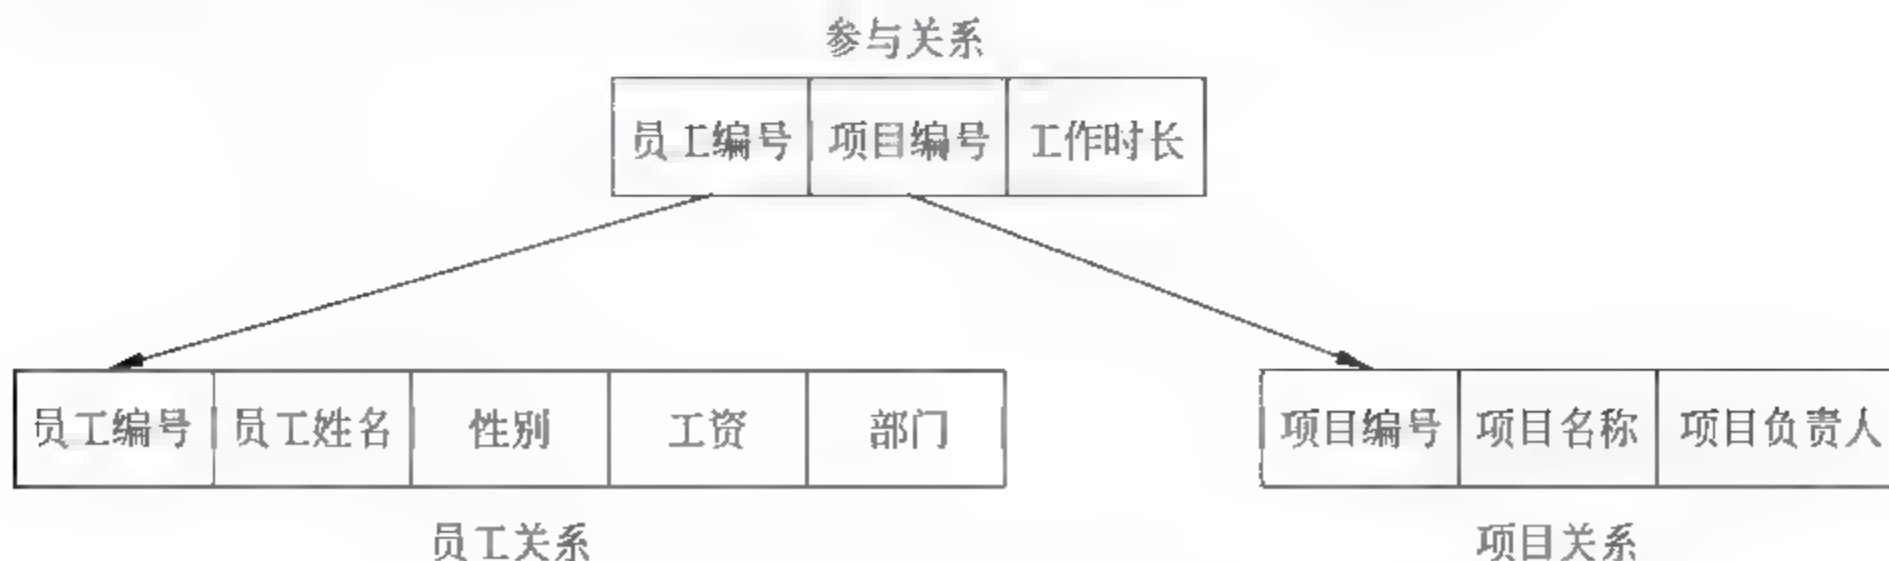 参与关系
员工编号 项目编号 工作时长
员工编号 员工姓名 性别 工资 部门
项目编号 项目名称 项目负责人
员工关系
项目关系